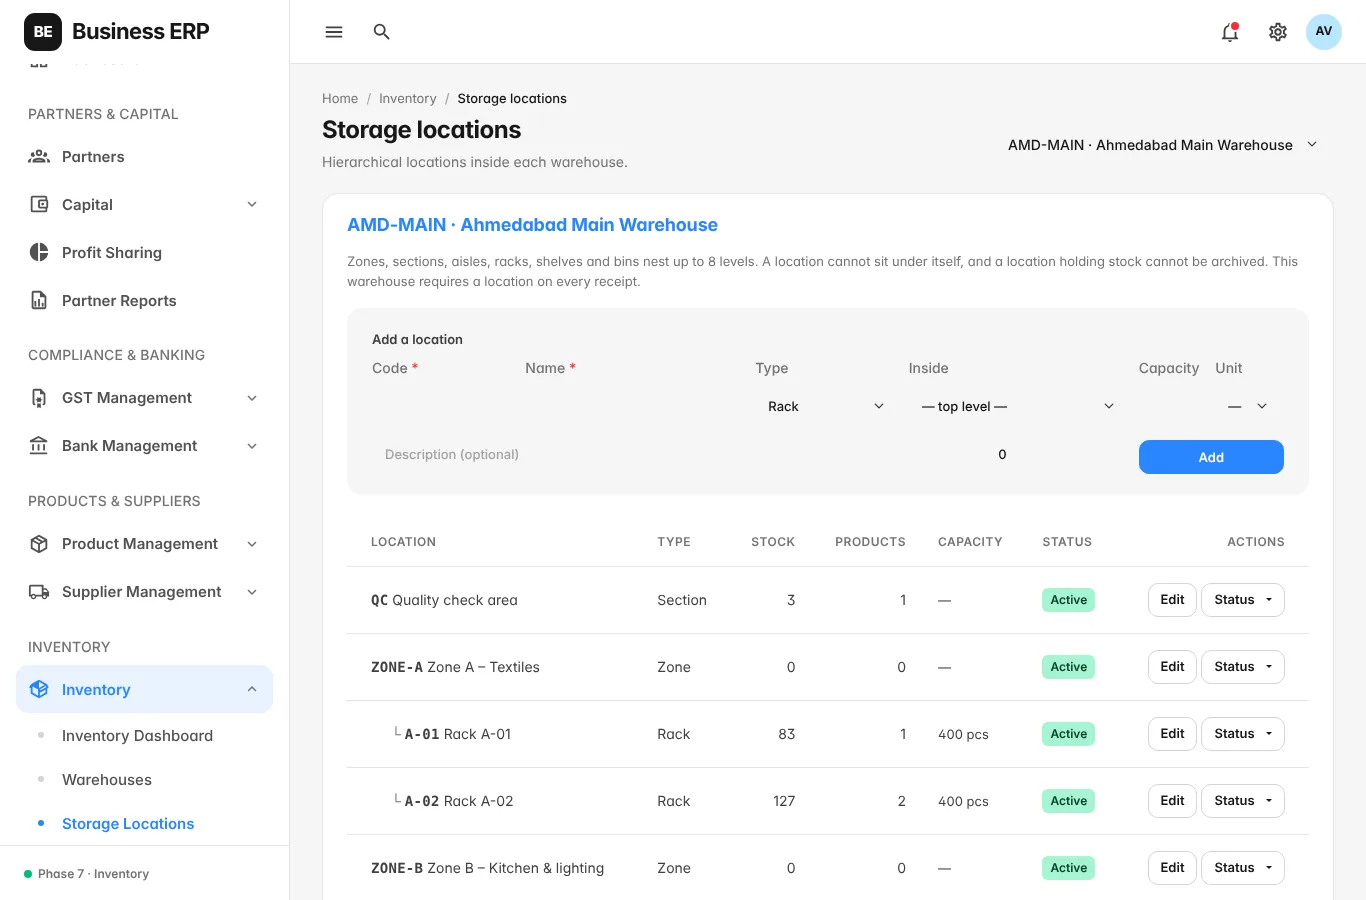 BE Business ERP
PARTNERS & CAPITAL
Partners
Capital
Profit Sharing
Partner Reports
COMPLIANCE & BANKING
GST Management
Bank Management
PRODUCTS & SUPPLIERS
Product Management
Supplier Management
INVENTORY
Inventory
Inventory Dashboard
Warehouses
Storage Locations
Phase 7 · Inventory
AV
Home / Inventory / Storage locations
Storage locations
Hierarchical locations inside each warehouse.
AMD-MAIN · Ahmedabad Main Warehouse
AMD-MAIN · Ahmedabad Main Warehouse
Zones, sections, aisles, racks, shelves and bins nest up to 8 levels. A location cannot sit under itself, and a location holding stock cannot be archived. This
warehouse requires a location on every receipt.
Add a location
Code * Name * Type Inside Capacity Unit
Rack — top level — —
Description (optional) 0 Add
LOCATION TYPE STOCK PRODUCTS CAPACITY STATUS ACTIONS
QC Quality check area Section 3 1 — Active Edit Status
ZONE-A Zone A – Textiles Zone 0 0 — Active Edit Status
└ A-01 Rack A-01 Rack 83 1 400 pcs Active Edit Status
└ A-02 Rack A-02 Rack 127 2 400 pcs Active Edit Status
ZONE-B Zone B – Kitchen & lighting Zone 0 0 — Active Edit Status